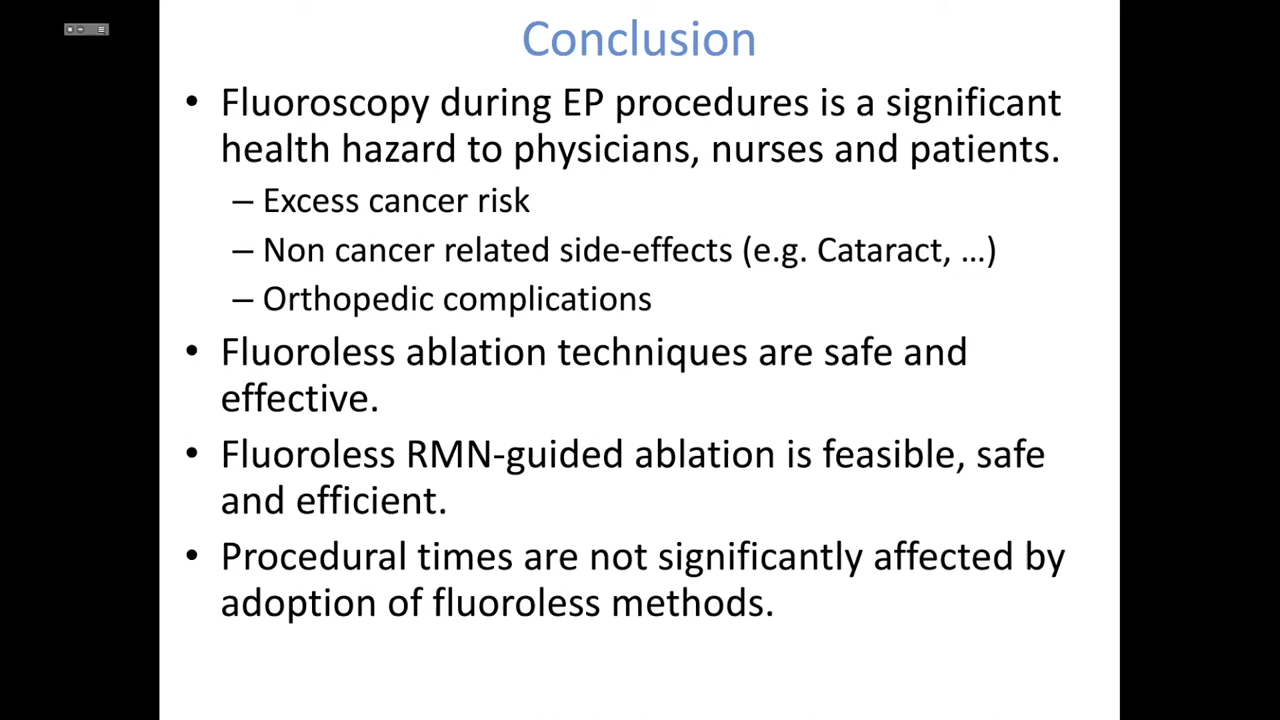 Conclusion
• Fluoroscopy during EP procedures is a significant
health hazard to physicians, nurses and patients.
– Excess cancer risk
– Non cancer related side-effects (e.g. Cataract, …)
– Orthopedic complications
• Fluoroless ablation techniques are safe and
effective.
• Fluoroless RMN-guided ablation is feasible, safe
and efficient.
• Procedural times are not significantly affected by
adoption of fluoroless methods.